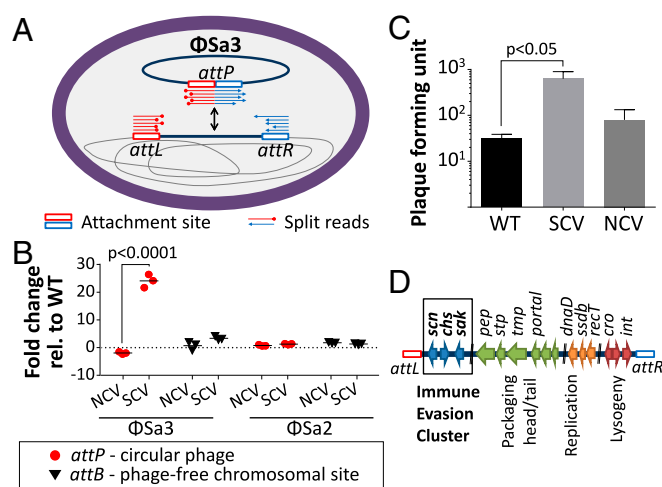 A
ΦSa3
attP
attL
attR
Attachment site
Split reads
B
p<0.0001
Fold change
rel. to WT
30
20
10
0
-10
NCV
SCV
NCV
SCV
NCV
SCV
NCV
SCV
ΦSa3
ΦSa2
attP - circular phage
attB - phage-free chromosomal site
C
p<0.05
Plaque forming unit
10³
10²
10¹
WT
SCV
NCV
D
scn
chs
sak
pep
stp
tmp
portal
dnaD
ssdb
recT
cro
int
attL
attR
Immune
Evasion
Cluster
Packaging
head/tail
Replication
Lysogeny